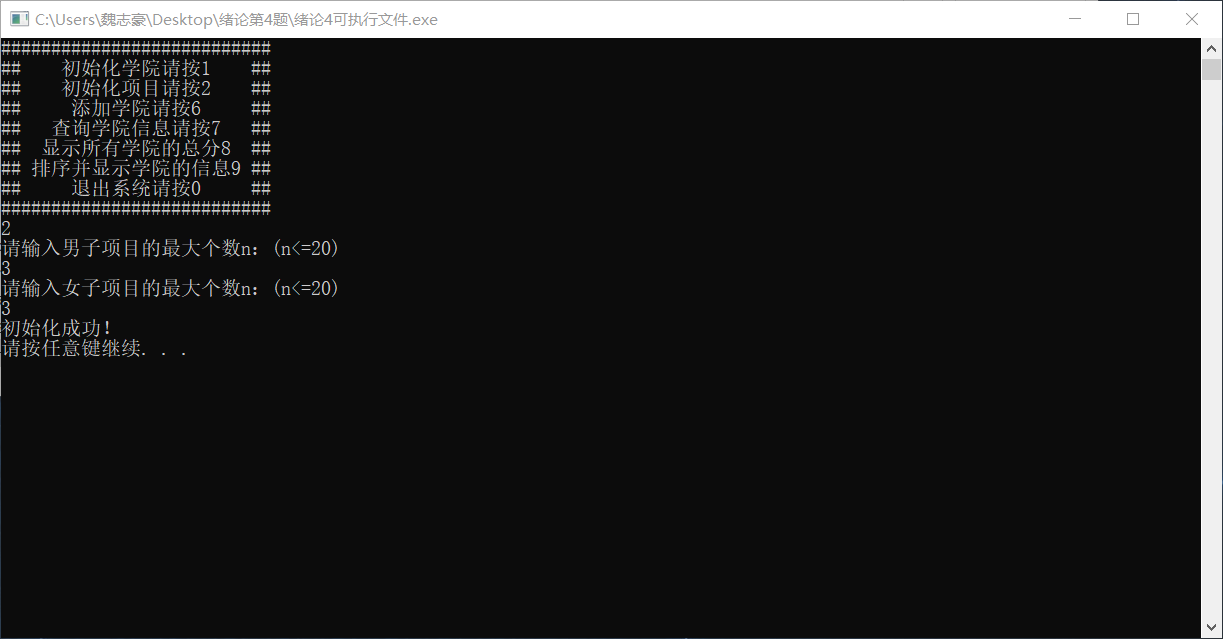 C:\Users\魏志豪\Desktop\绪论第4题\绪论4可执行文件.exe
###########################
##    初始化学院请按1    ##
##    初始化项目请按2    ##
##     添加学院请按6     ##
##   查询学院信息请按7   ##
##  显示所有学院的总分8  ##
## 排序并显示学院的信息9 ##
##     退出系统请按0     ##
###########################
2
请输入男子项目的最大个数n：(n<=20)
3
请输入女子项目的最大个数n：(n<=20)
3
初始化成功！
请按任意键继续. . .